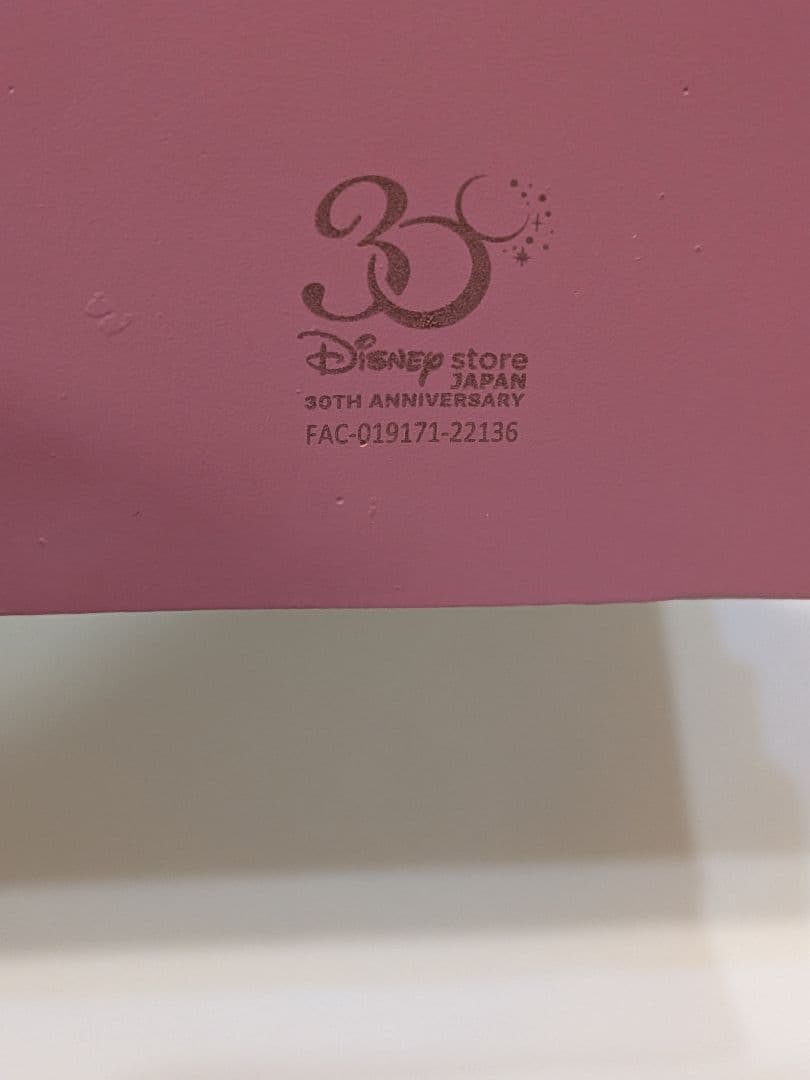 30
Disney store
JAPAN
30TH ANNIVERSARY
FAC-019171-22136